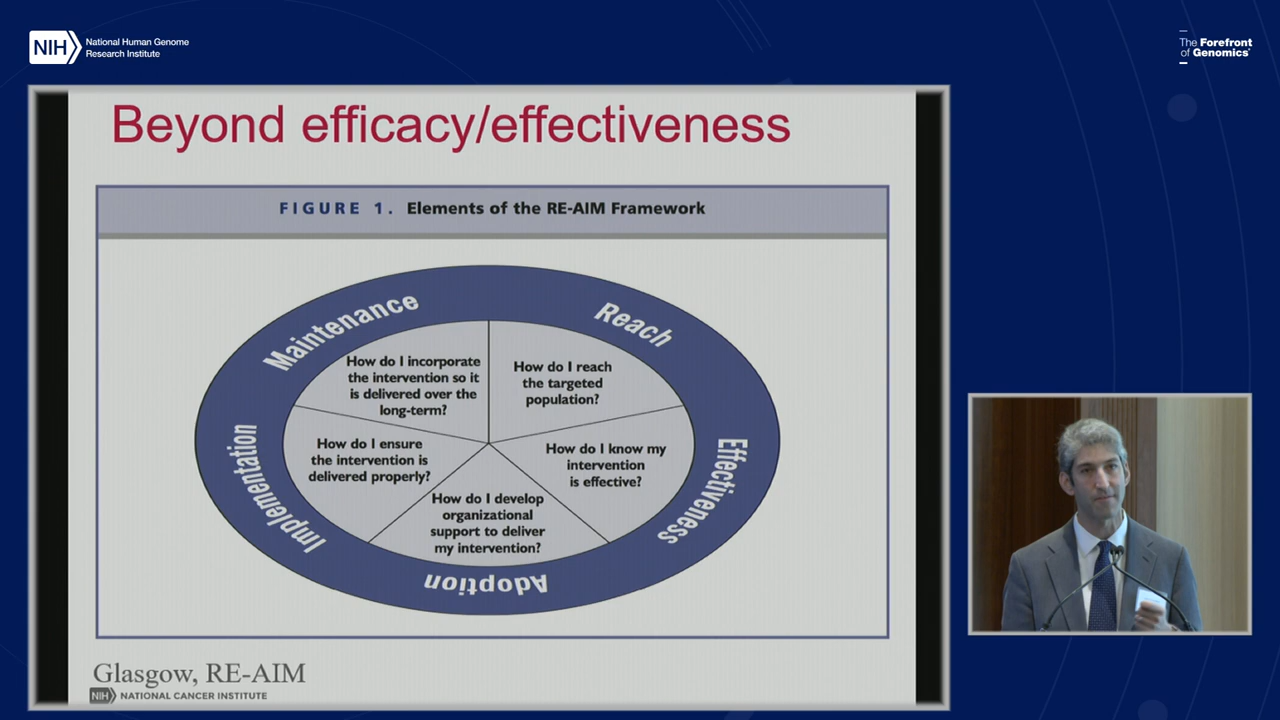 NIH
National Human Genome
Research Institute
The Forefront
of Genomics®
Beyond efficacy/effectiveness
FIGURE 1. Elements of the RE-AIM Framework
Maintenance
Reach
How do I incorporate
the intervention so it
is delivered over the
long-term?
How do I reach
the targeted
population?
Implementation
How do I ensure
the intervention is
delivered properly?
How do I know my
intervention
is effective?
Effectiveness
How do I develop
organizational
support to deliver
my intervention?
Adoption
Glasgow, RE-AIM
NIH NATIONAL CANCER INSTITUTE